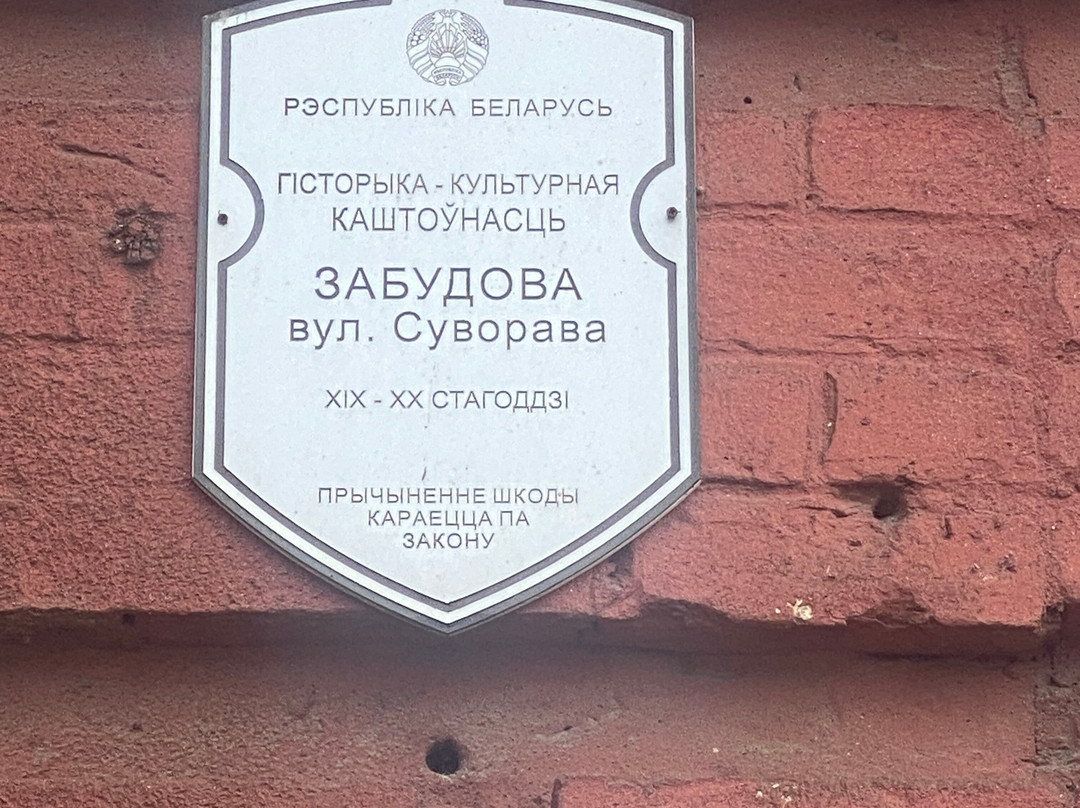 РЭСПУБЛІКА БЕЛАРУСЬ
ГІСТОРЫКА - КУЛЬТУРНАЯ
КАШТОЎНАСЦЬ
ЗАБУДОВА
вул. Суворава
XIX - XX СТАГОДДЗІ
ПРЫЧЫНЕННЕ ШКОДЫ
КАРАЕЦЦА ПА
ЗАКОНУ